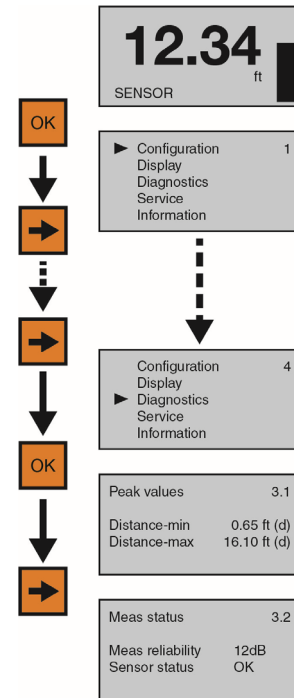 12.34
ft
SENSOR
OK
Configuration 1
Display
Diagnostics
Service
Information
Configuration 4
Display
Diagnostics
Service
Information
OK
Peak values 3.1
Distance-min 0.65 ft (d)
Distance-max 16.10 ft (d)
Meas status 3.2
Meas reliability 12dB
Sensor status OK